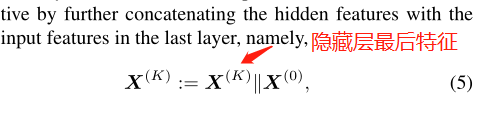 tive by further concatenating the hidden features with the
input features in the last layer, namely, 隐藏层最后特征
X^{(K)} := X^{(K)}∥X^{(0)}, (5)